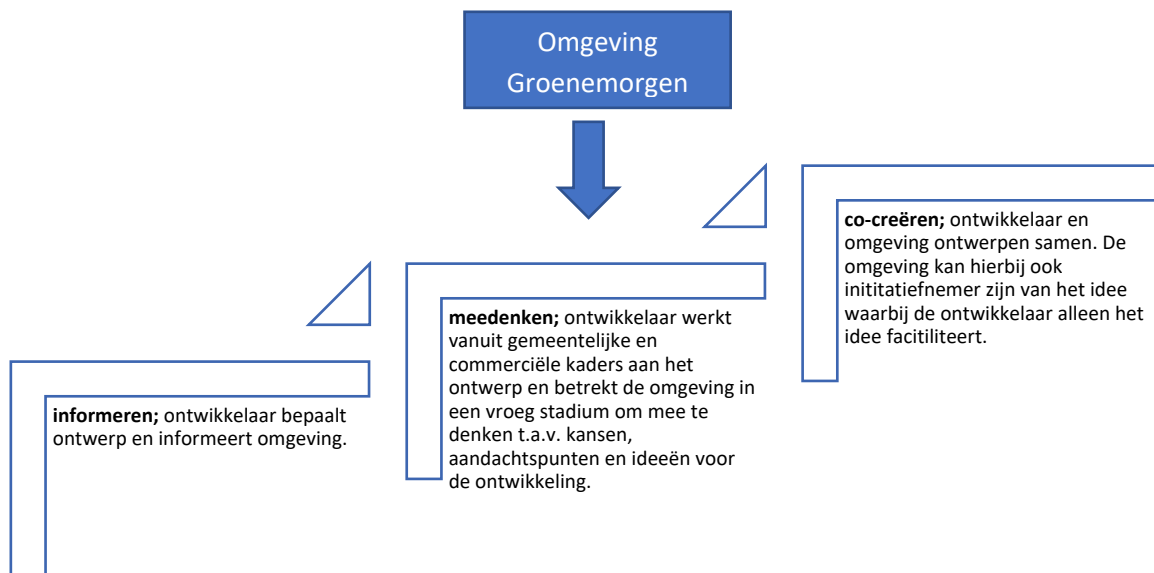 Omgeving
Groenemorgen
informeren; ontwikkelaar bepaalt
ontwerp en informeert omgeving.
meedenken; ontwikkelaar werkt
vanuit gemeentelijke en
commerciële kaders aan het
ontwerp en betrekt de omgeving in
een vroeg stadium om mee te
denken t.a.v. kansen,
aandachtspunten en ideeën voor
de ontwikkeling.
co-creëren; ontwikkelaar en
omgeving ontwerpen samen. De
omgeving kan hierbij ook
inititatiefnemer zijn van het idee
waarbij de ontwikkelaar alleen het
idee facitiliteert.